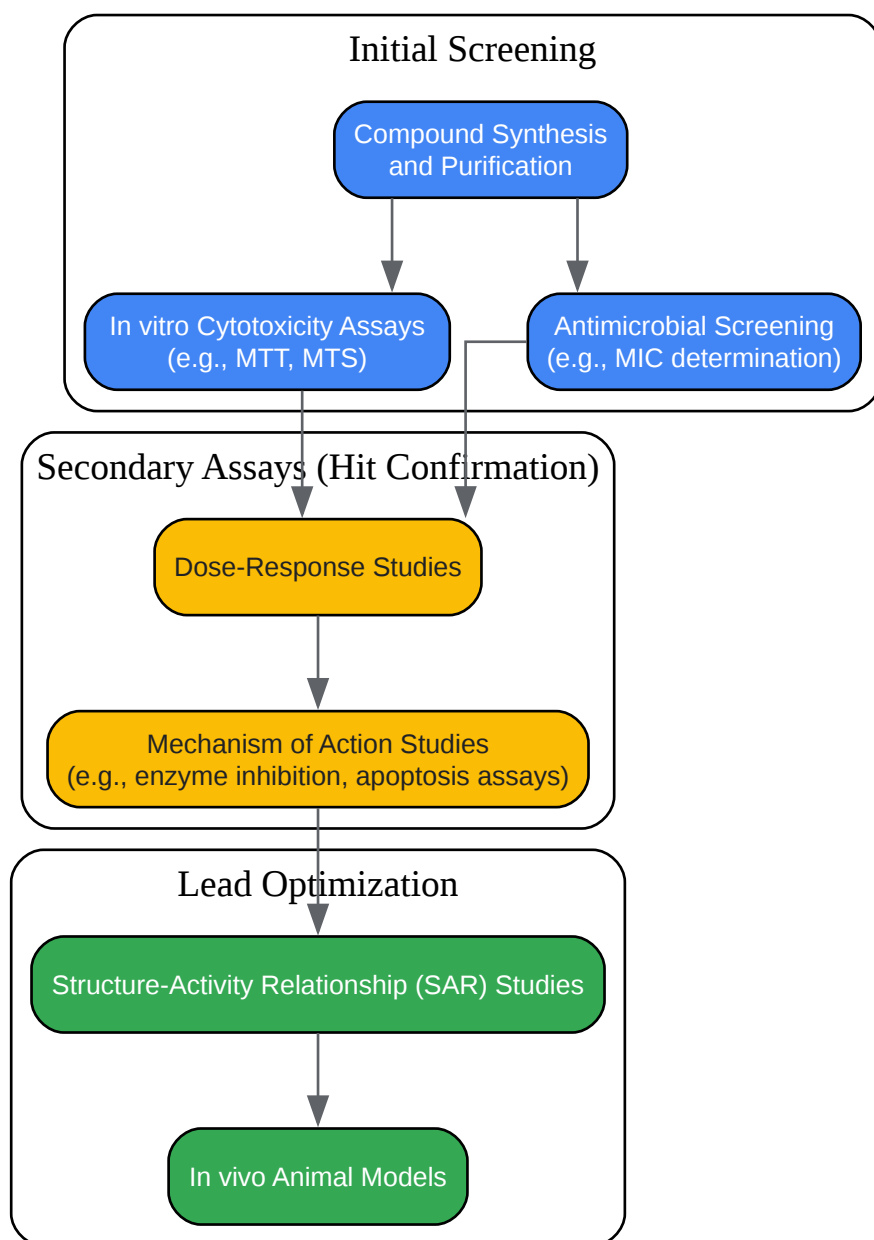 Initial Screening
Compound Synthesis
and Purification
In vitro Cytotoxicity Assays
(e.g., MTT, MTS)
Antimicrobial Screening
(e.g., MIC determination)
Secondary Assays (Hit Confirmation)
Dose-Response Studies
Mechanism of Action Studies
(e.g., enzyme inhibition, apoptosis assays)
Lead Optimization
Structure-Activity Relationship (SAR) Studies
In vivo Animal Models